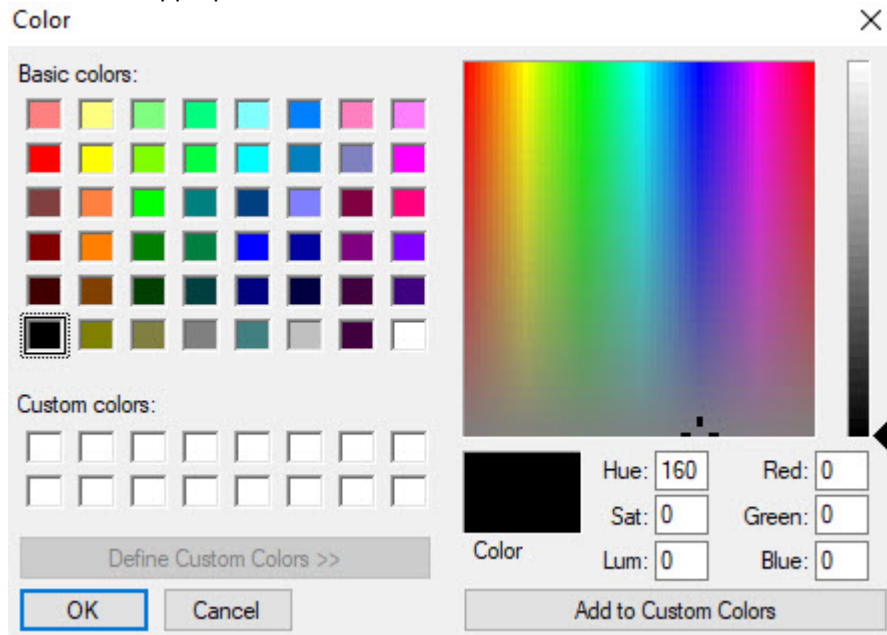 Color
Basic colors:
Custom colors:
Define Custom Colors >>
OK Cancel
Color
Hue: 160 Red: 0
Sat: 0 Green: 0
Lum: 0 Blue: 0
Add to Custom Colors